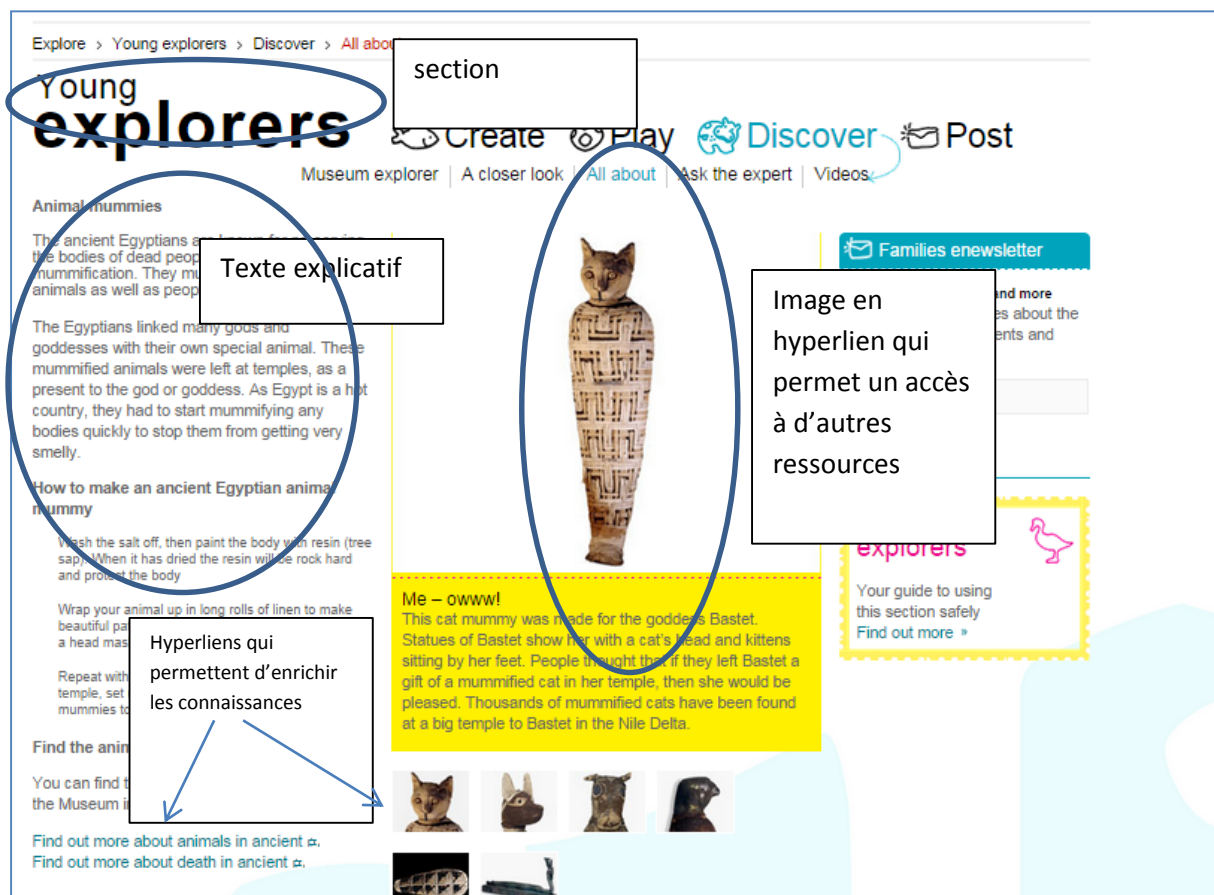 Explore > Young explorers > Discover > All
section
Young
explorers
Create Play Discover Post
Museum explorer | A closer look | All about | Ask the expert | Videos
Animal mummies
The ancient Egyptians
the bodies of dead
mummification. They
animals as well as
Texte explicatif
The Egyptians linked many gods and
goddesses with their own special animal. These
mummified animals were left at temples, as a
present to the god or goddess. As Egypt is a hot
country, they had to start mummifying any
bodies quickly to stop them from getting very
smelly.
How to make an ancient Egyptian animal
mummy
Wash the salt off, then paint the body with resin (tree
sap). When it has dried the resin will be rock hard
and protect the body
Wrap your animal up in long rolls of linen to make
beautiful
a head
Repeat with
temple, set
mummies
Hyperliens qui
permettent d'enrichir
les connaissances
Find the
You can find
the Museum
Find out more about animals in ancient
Find out more about death in ancient
Me – owww!
This cat mummy was made for the goddess Bastet.
Statues of Bastet show her with a cat's head and kittens
sitting by her feet. People thought that if they left Bastet a
gift of a mummified cat in her temple, then she would be
pleased. Thousands of mummified cats have been found
at a big temple to Bastet in the Nile Delta.
Image en
hyperlien qui
permet un accès
à d'autres
ressources
Families enewsletter
and more
about the
and
explorers
Your guide to using
this section safely
Find out more »